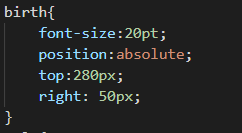 birth{
font-size:20pt;
position:absolute;
top:280px;
right: 50px;
}